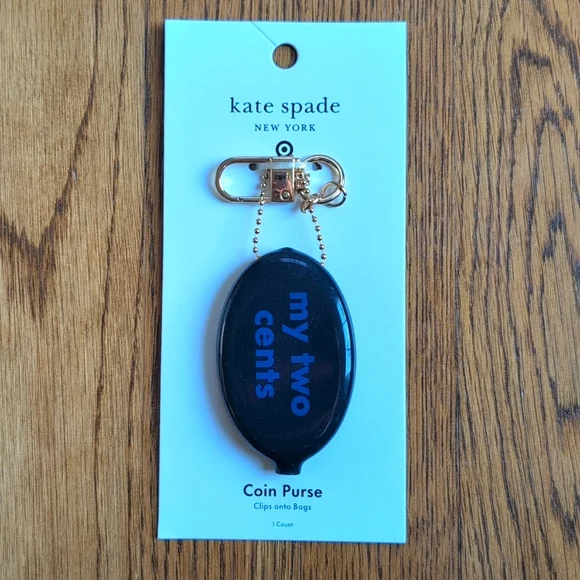 kate spade
NEW YORK
my two
cents
Coin Purse
Clips onto Bags
1 Count